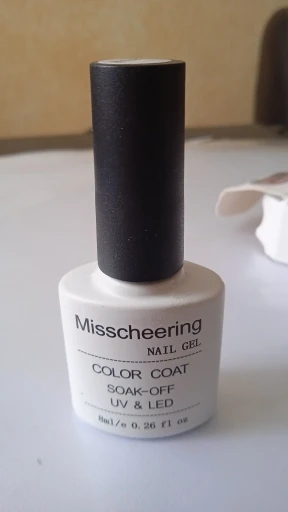 Misscheering
NAIL GEL
COLOR COAT
SOAK-OFF
UV & LED
8ml/e 0.26 fl oz